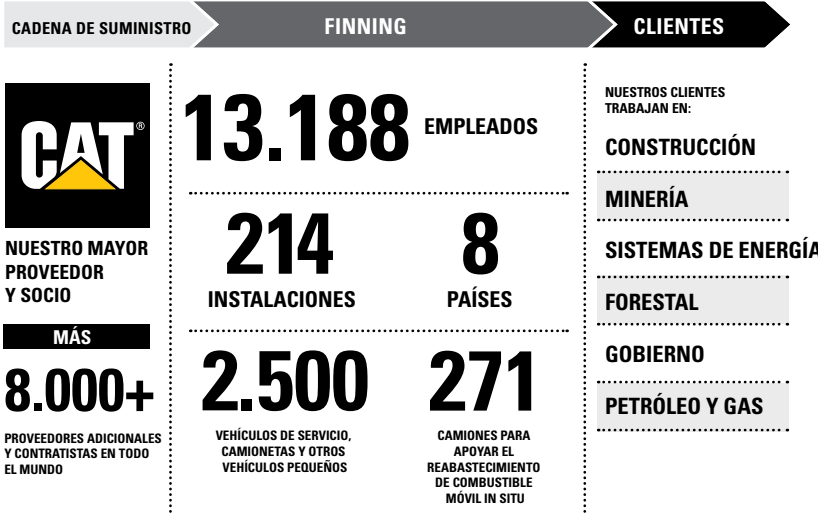 CADENA DE SUMINISTRO
FINNING
CLIENTES
CAT®
NUESTRO MAYOR
PROVEEDOR
Y SOCIO
MÁS
8.000+
PROVEEDORES ADICIONALES
Y CONTRATISTAS EN TODO
EL MUNDO
13.188 EMPLEADOS
214
INSTALACIONES
8
PAÍSES
2.500
VEHÍCULOS DE SERVICIO,
CAMIONETAS Y OTROS
VEHÍCULOS PEQUEÑOS
271
CAMIONES PARA
APOYAR EL
REABASTECIMIENTO
DE COMBUSTIBLE
MÓVIL IN SITU
NUESTROS CLIENTES
TRABAJAN EN:
CONSTRUCCIÓN
MINERÍA
SISTEMAS DE ENERGÍA
FORESTAL
GOBIERNO
PETRÓLEO Y GAS